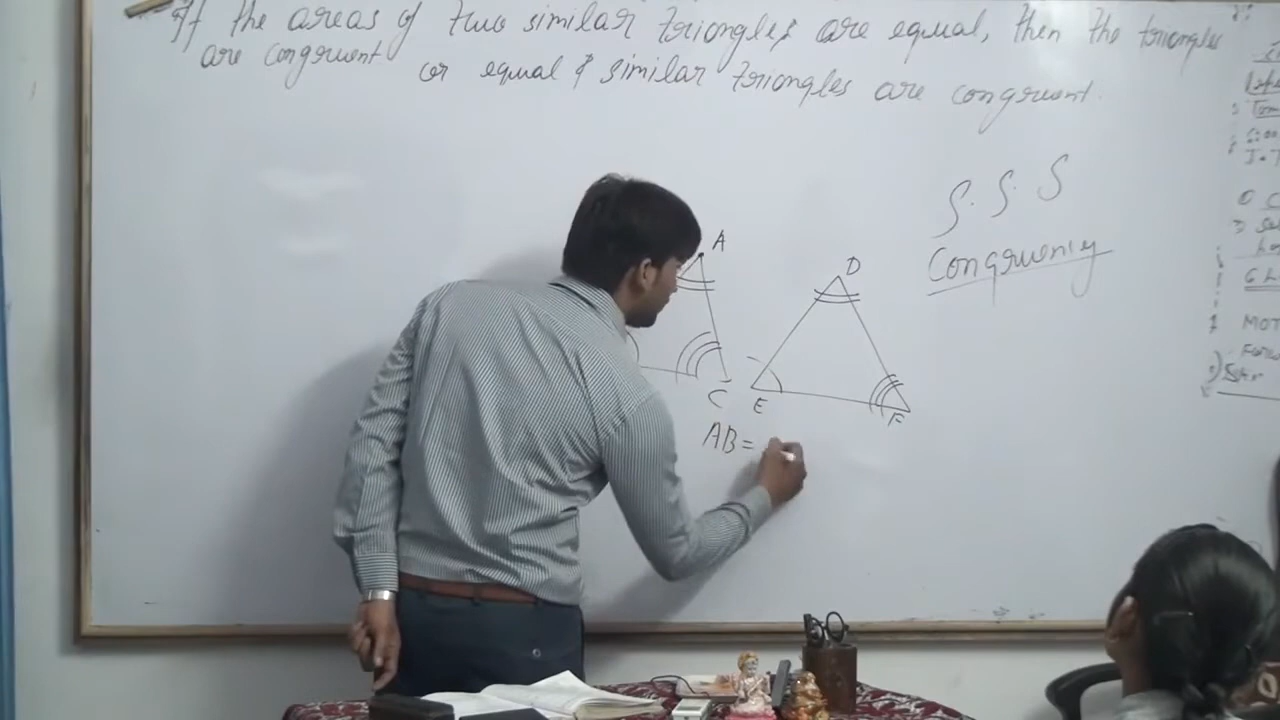 If the areas of two similar triangles are equal, then the triangles
are congruent or equal & similar triangles are congruent.
S. S. S
Congruency
A
D
C
E
F
AB =